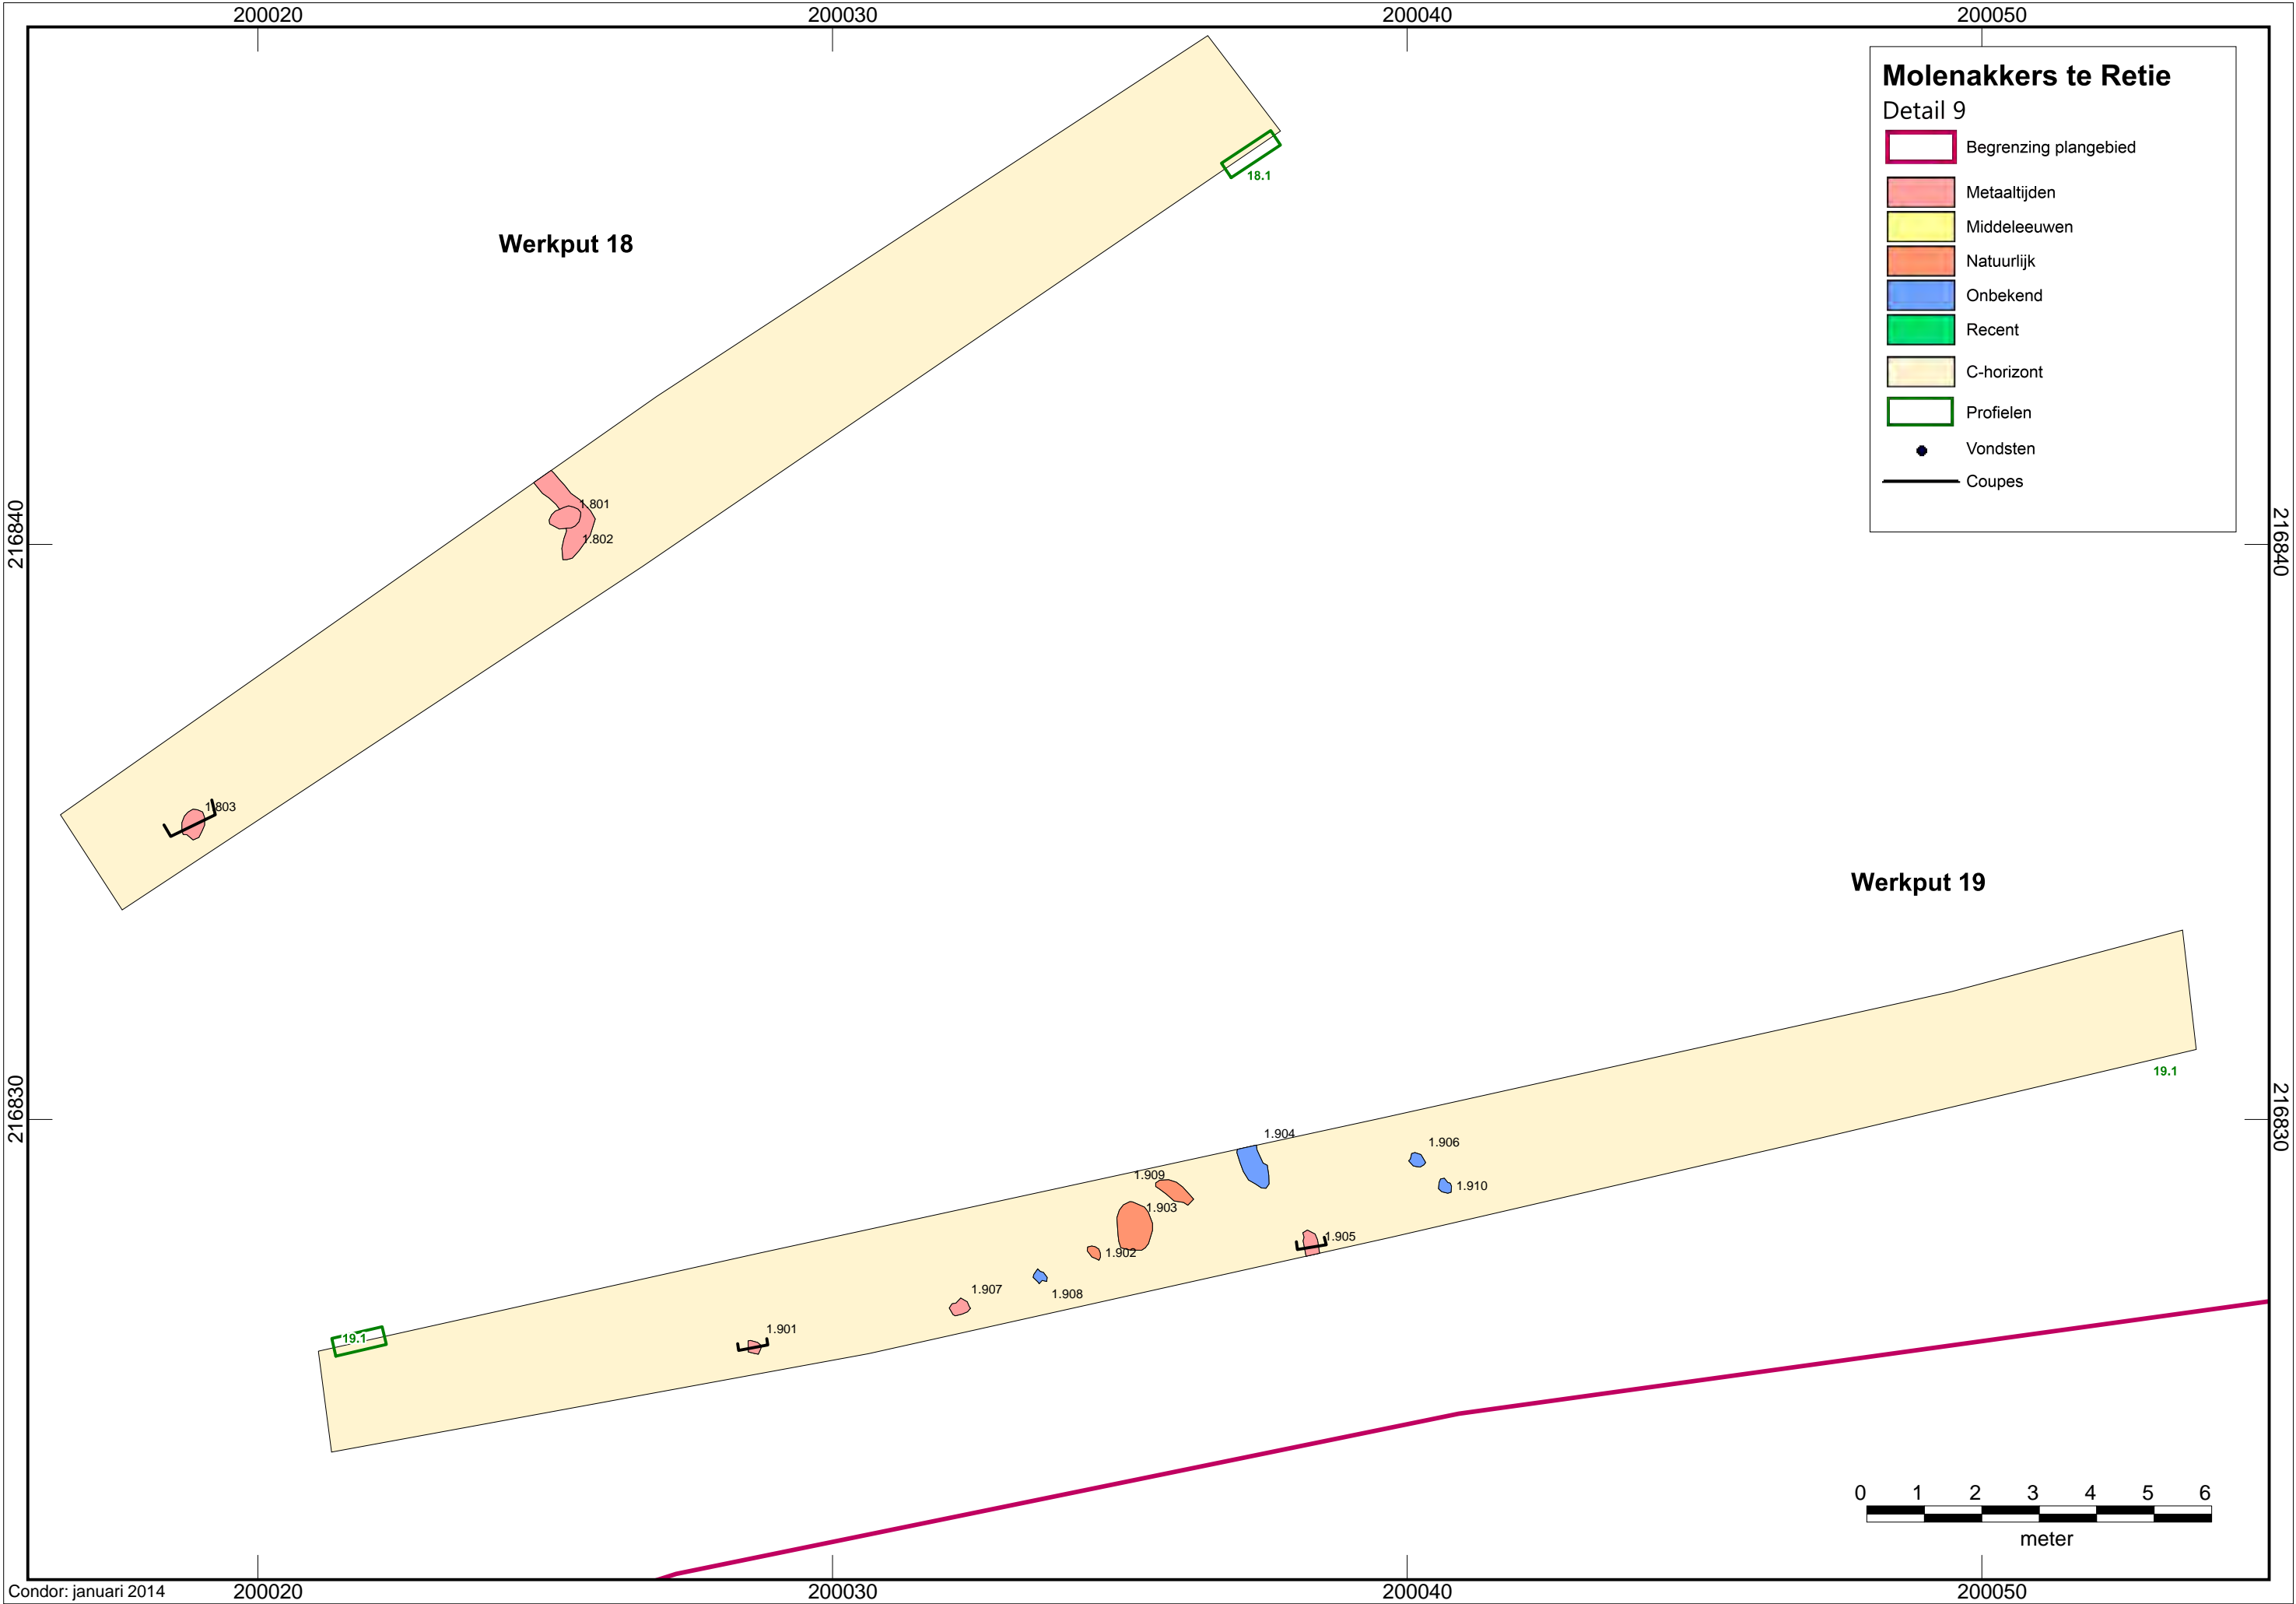 200020 200030 200040 200050
Molenakkers te Retie
Detail 9
Begrenzing plangebied
Metaaltijden
Middeleeuwen
Natuurlijk
Onbekend
Recent
C-horizont
Profielen
Vondsten
Coupes
18.1
Werkput 18
1.801
1.802
216840 216840
1.803
Werkput 19
19.1
216830 216830
1.904
1.906
1.909
1.910
1.903
1.905
1.902
1.907
1.908
1.901
19.1
0 1 2 3 4 5 6
meter
Condor: januari 2014
200020 200030 200040 200050